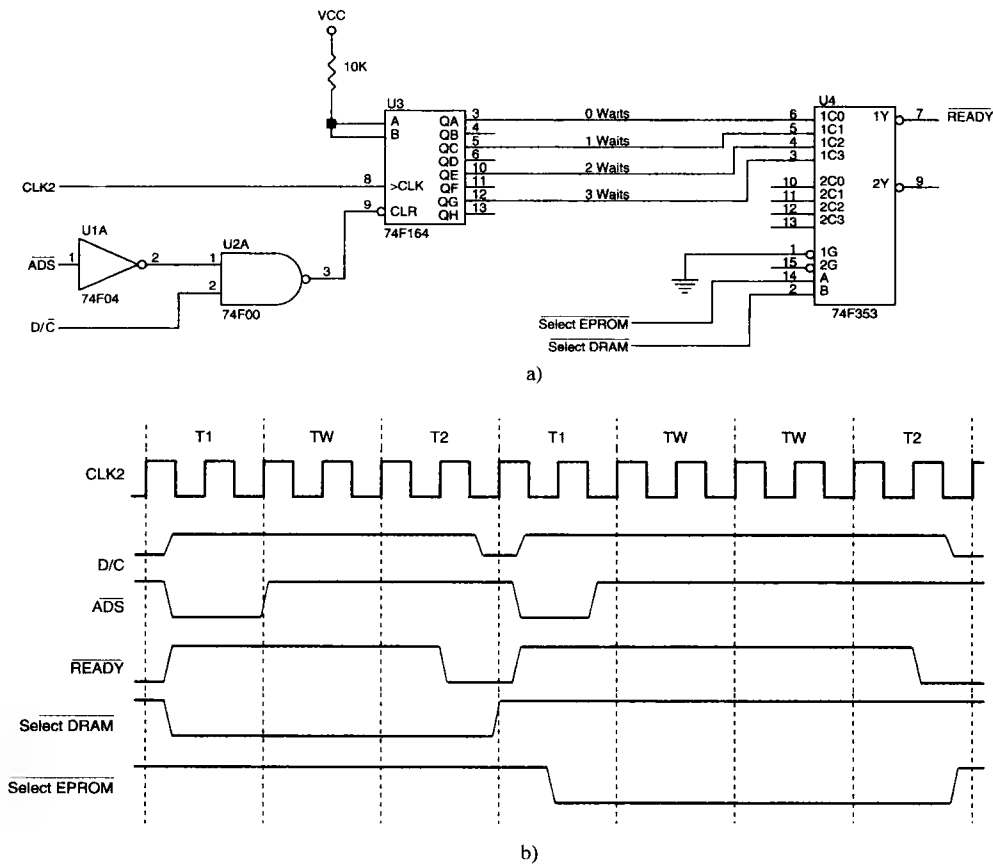 VCC
10K
U3
A
B
>CLK
CLR
QA
QB
QC
QD
QE
QF
QG
QH
3
4
5
6
10
11
12
13
8
9
74F164
0 Waits
1 Waits
2 Waits
3 Waits
U4
6
5
4
3
10
11
12
13
1
15
14
2
1C0
1C1
1C2
1C3
2C0
2C1
2C2
2C3
1G
2G
A
B
1Y
2Y
7
9
READY
74F353
CLK2
ADS
1
U1A
2
74F04
D/C
1
2
U2A
3
74F00
Select EPROM
Select DRAM
a)
T1 TW T2 T1 TW TW T2
CLK2
D/C
ADS
READY
Select DRAM
Select EPROM
b)